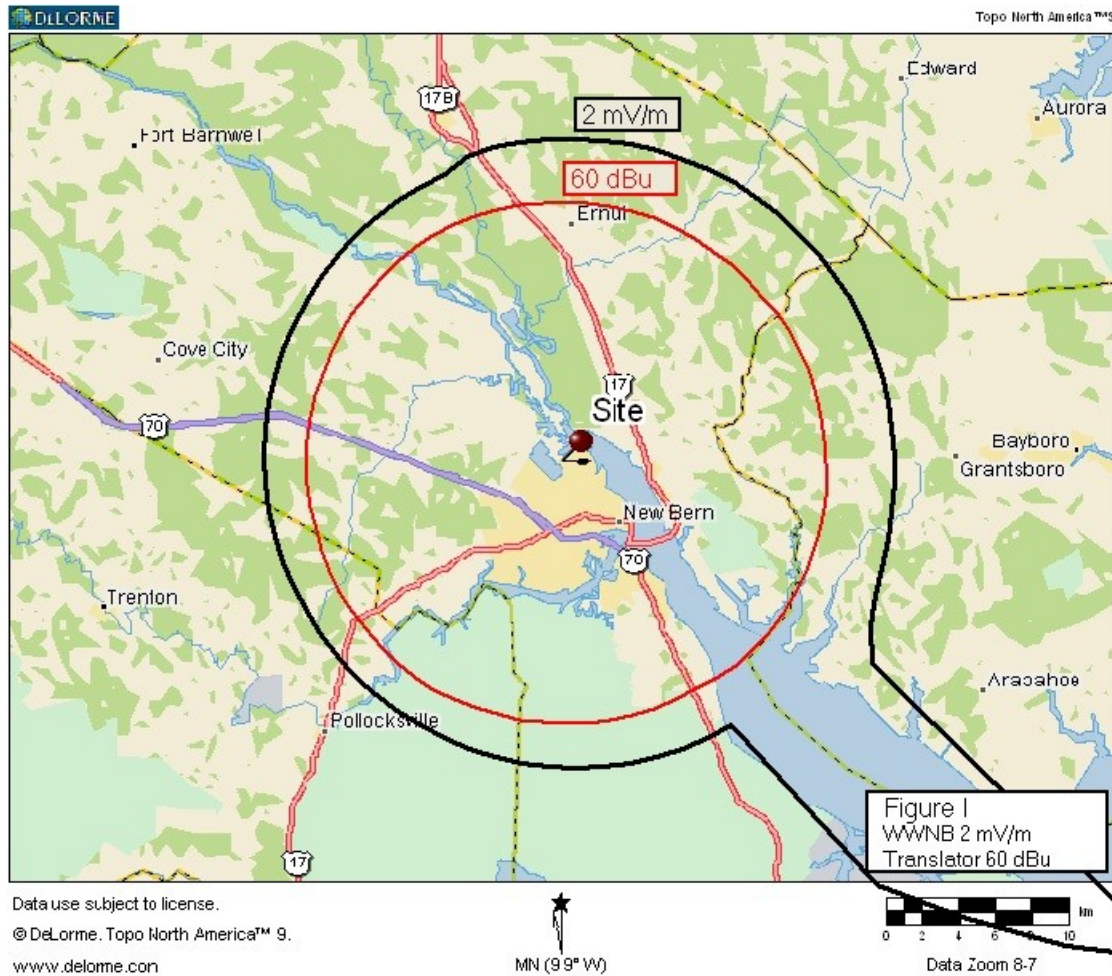 DELORME
Topo North America™ 9
Edward
17B
2 mV/m
Aurora
Fort Barnwell
60 dBu
Ernul
Cove City
17
70
Site
Bayboro
Grantsboro
New Bern
70
Trenton
Arapahoe
Pollocksville
Figure I
WWNB 2 mV/m
Translator 60 dBu
17
Data use subject to license.
© DeLorme. Topo North America™ 9.
www.delorme.com
MN (9.9° W)
km
0 2 4 6 8 10
Data Zoom 8-7